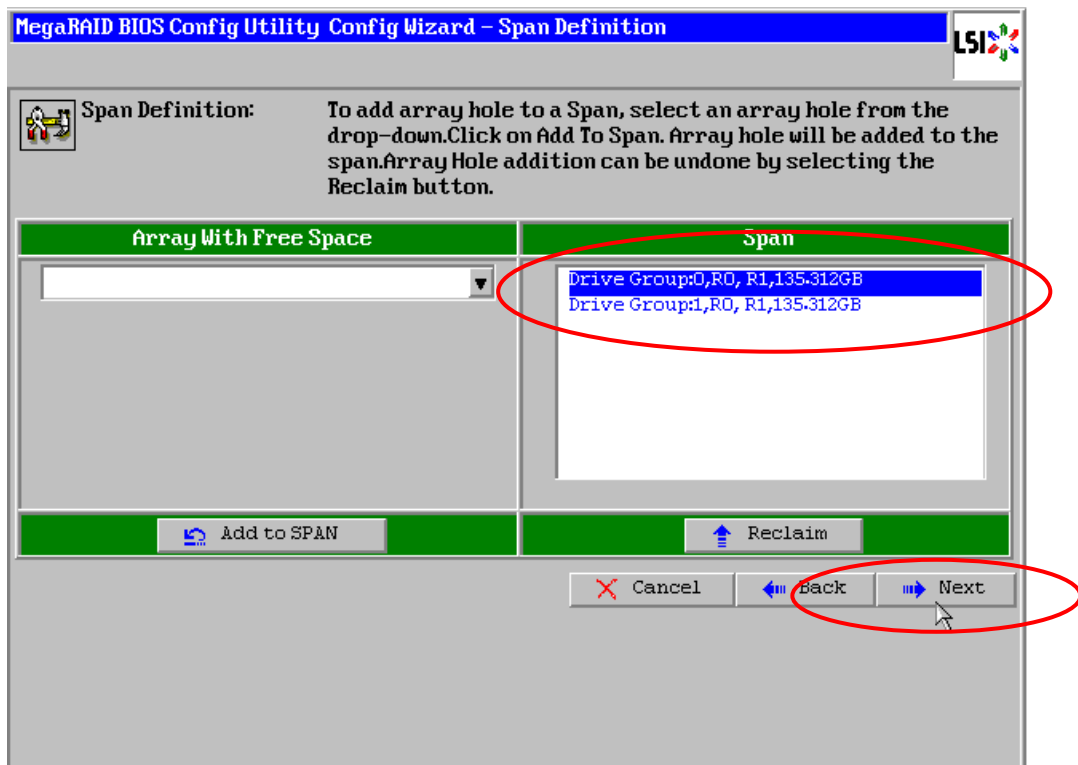 MegaRAID BIOS Config Utility Config Wizard - Span Definition
LSI
Span Definition:
To add array hole to a Span, select an array hole from the
drop-down.Click on Add To Span. Array hole will be added to the
span.Array Hole addition can be undone by selecting the
Reclaim button.
Array With Free Space
Span
Drive Group:0,R0, R1,135.312GB
Drive Group:1,R0, R1,135.312GB
Add to SPAN
Reclaim
Cancel
Back
Next